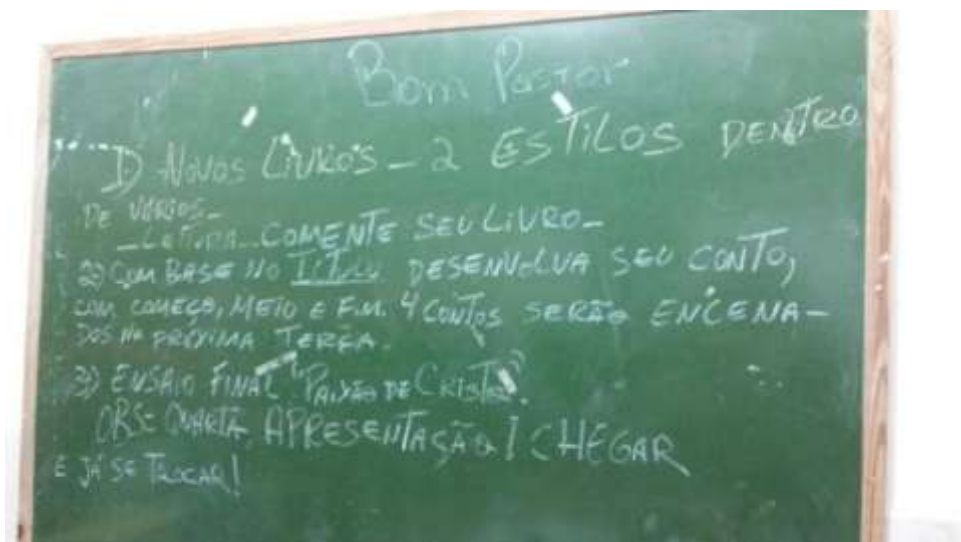 Bom Pastor
1) NOVOS LIVROS - 2 ESTILOS DENTRO
DE VÁRIOS -
- LEITURA - COMENTE SEU LIVRO -
2) COM BASE NO TÍTULO DESENVOLVA SEU CONTO,
COM COMEÇO, MEIO E FIM. 4 CONTOS SERÃO ENCENA-
DOS NA PRÓXIMA TERÇA.
3) ENSAIO FINAL "PAIXÃO DE CRISTO".
OBS: QUARTA, APRESENTAÇÃO! CHEGAR
E JÁ SE TROCAR!